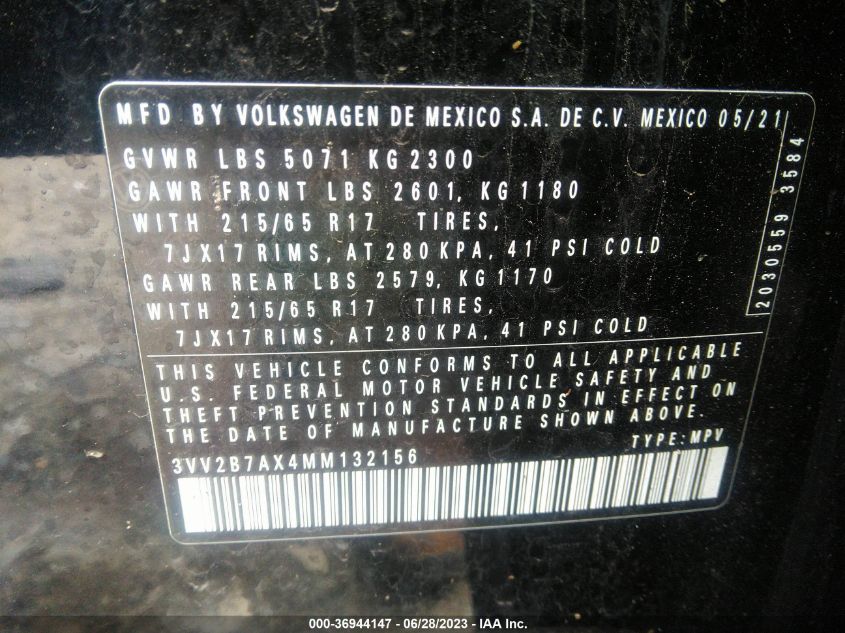 MFD BY VOLKSWAGEN DE MEXICO S.A. DE C.V. MEXICO 05/21
GVWR LBS 5071 KG 2300
GAWR FRONT LBS 2601, KG 1180
WITH 215/65 R17 TIRES,
7JX17 RIMS, AT 280 KPA, 41 PSI COLD
GAWR REAR LBS 2579, KG 1170
WITH 215/65 R17 TIRES,
7JX17 RIMS, AT 280 KPA, 41 PSI COLD
2030559 3584
THIS VEHICLE CONFORMS TO ALL APPLICABLE
U.S. FEDERAL MOTOR VEHICLE SAFETY AND
THEFT PREVENTION STANDARDS IN EFFECT ON
THE DATE OF MANUFACTURE SHOWN ABOVE.
TYPE: MPV
3VV2B7AX4MM132156
000-36944147 - 06/28/2023 - IAA Inc.